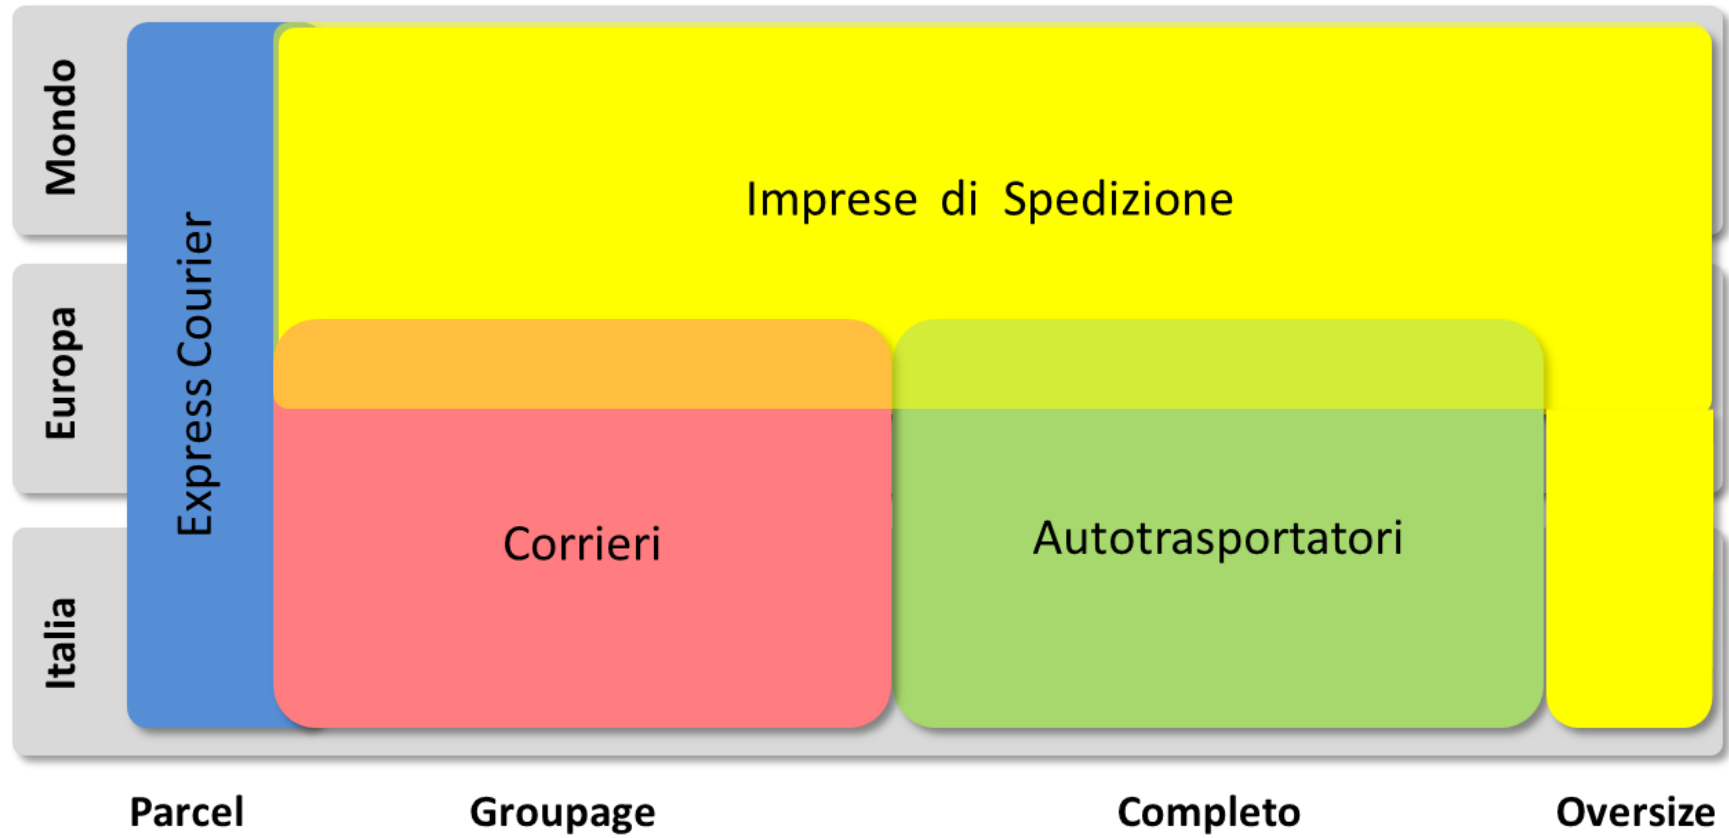 Mondo
Imprese di Spedizione
Express Courier
Europa
Corrieri
Autotrasportatori
Italia
Parcel
Groupage
Completo
Oversize